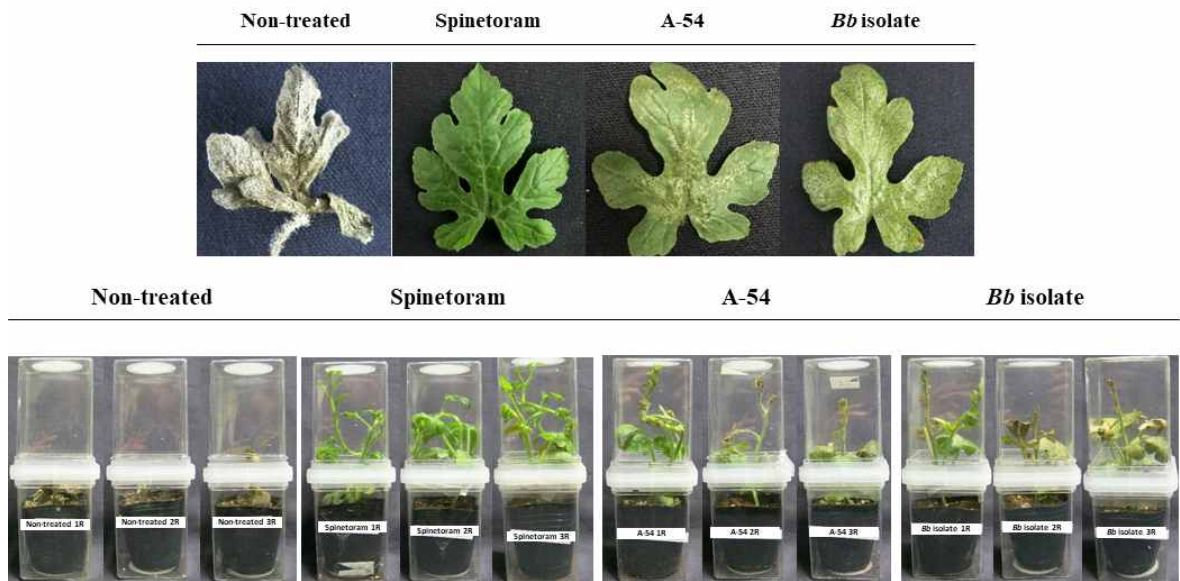 Non-treated Spinetoram A-54 Bb isolate
Non-treated Spinetoram A-54 Bb isolate
Non-treated 1R Non-treated 2R Non-treated 3R Spinetoram 1R Spinetoram 2R Spinetoram 3R A-54 1R A-54 2R A-54 3R Bb isolate 1R Bb isolate 2R Bb isolate 3R